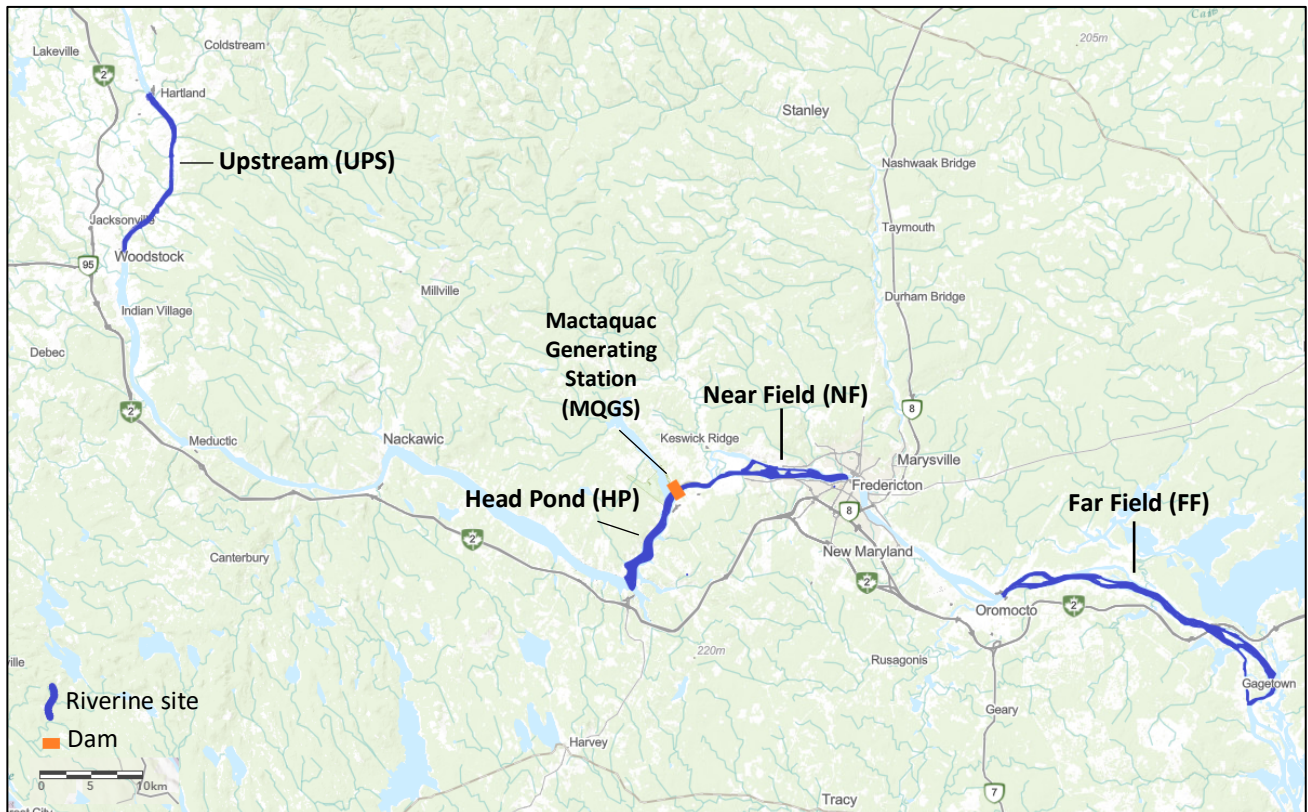 Lakeville
Coldstream
205m
2
Hartland
Stanley
Upstream (UPS)
Nashwaak Bridge
Jacksonville
Taymouth
Woodstock
95
Millville
Durham Bridge
Indian Village
Mactaquac
Generating
Station
(MQGS)
Debec
Near Field (NF)
2
8
Meductic
Nackawic
Keswick Ridge
Marysville
Fredericton
Head Pond (HP)
Far Field (FF)
8
2
Canterbury
New Maryland
2
Oromocto
2
220m
Rusagonis
ville
Gagetown
Riverine site
Geary
Dam
Harvey
0 5 10km
7
Tracy